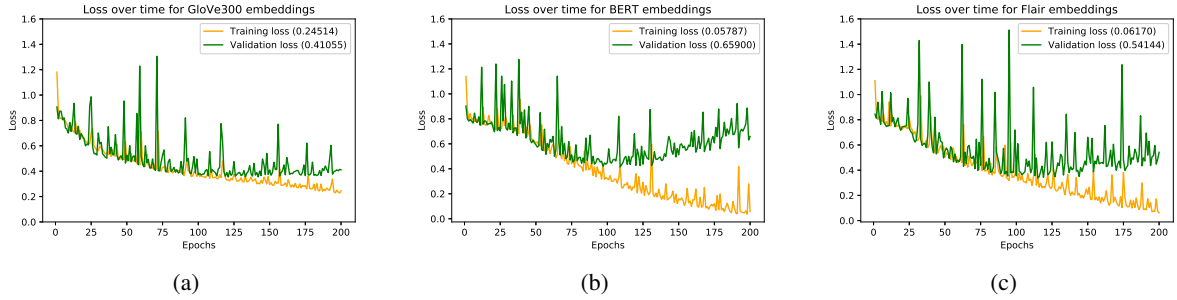 Loss over time for GloVe300 embeddings
Training loss (0.24514)
Validation loss (0.41055)
Loss
1.6
1.4
1.2
1.0
0.8
0.6
0.4
0.2
0.0
0 25 50 75 100 125 150 175 200
Epochs
(a)
Loss over time for BERT embeddings
Training loss (0.05787)
Validation loss (0.65900)
Loss
1.6
1.4
1.2
1.0
0.8
0.6
0.4
0.2
0.0
0 25 50 75 100 125 150 175 200
Epochs
(b)
Loss over time for Flair embeddings
Training loss (0.06170)
Validation loss (0.54144)
Loss
1.6
1.4
1.2
1.0
0.8
0.6
0.4
0.2
0.0
0 25 50 75 100 125 150 175 200
Epochs
(c)